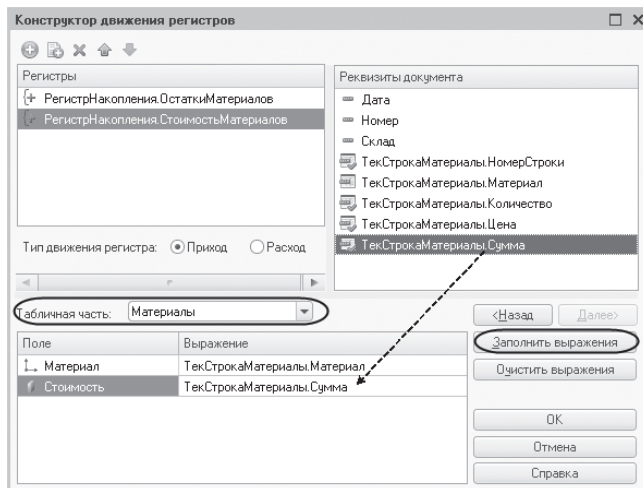 Конструктор движения регистров
Регистры
{+ РегистрНакопления.ОстаткиМатериалов
РегистрНакопления.СтоимостьМатериалов
Реквизиты документа
Дата
Номер
Склад
ТекСтрокаМатериалы.НомерСтроки
ТекСтрокаМатериалы.Материал
ТекСтрокаМатериалы.Количество
ТекСтрокаМатериалы.Цена
ТекСтрокаМатериалы.Сумма
Тип движения регистра: Приход Расход
Табличная часть: Материалы
<Назад Далее>
Поле Выражение
Материал ТекСтрокаМатериалы.Материал
Стоимость ТекСтрокаМатериалы.Сумма
Заполнить выражения
Очистить выражения
ОК
Отмена
Справка